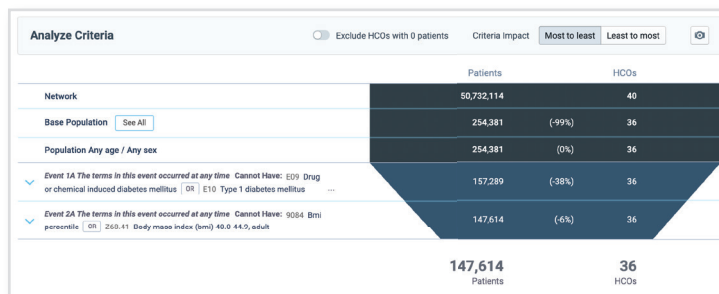 Analyze Criteria
Exclude HCOs with 0 patients
Criteria Impact
Most to least
Least to most
Patients HCOs
Network 50,732,114 40
Base Population See All 254,381 (-99%) 36
Population Any age / Any sex 254,381 (0%) 36
Event 1A The terms in this event occurred at any time Cannot Have: E09 Drug
or chemical induced diabetes mellitus OR E10 Type 1 diabetes mellitus ...
157,289 (-38%) 36
Event 2A The terms in this event occurred at any time Cannot Have: 9084 Bmi
percentile OR Z68.41 Body mass index (bmi) 40.0-44.9, adult
147,614 (-6%) 36
147,614 36
Patients HCOs